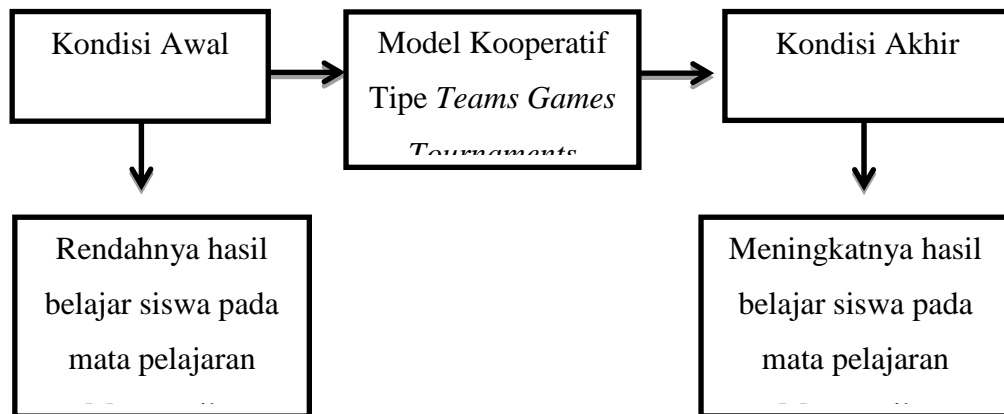 Kondisi Awal
Model Kooperatif
Tipe Teams Games
Tournaments
Kondisi Akhir
Rendahnya hasil
belajar siswa pada
mata pelajaran
Meningkatnya hasil
belajar siswa pada
mata pelajaran